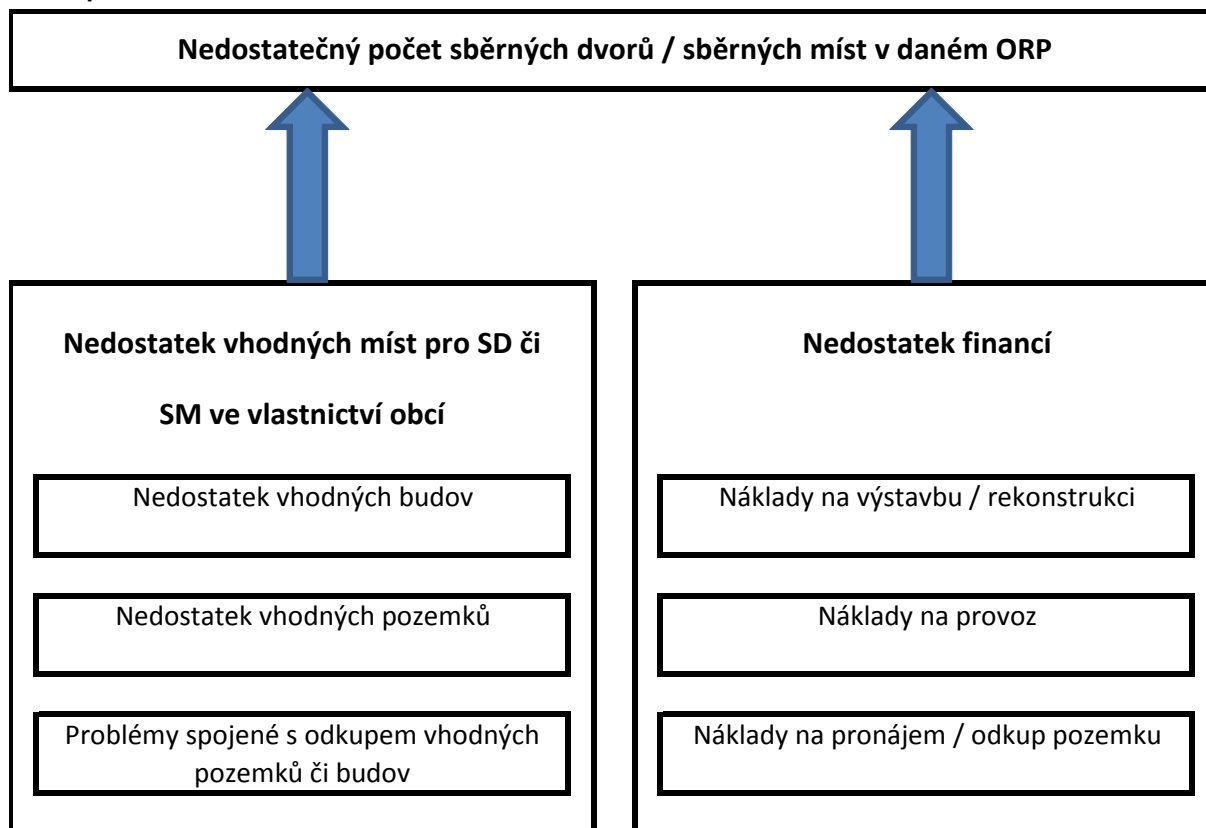 Nedostatečný počet sběrných dvorů / sběrných míst v daném ORP
Nedostatek vhodných míst pro SD či
SM ve vlastnictví obcí
Nedostatek vhodných budov
Nedostatek vhodných pozemků
Problémy spojené s odkupem vhodných
pozemků či budov
Nedostatek financí
Náklady na výstavbu / rekonstrukci
Náklady na provoz
Náklady na pronájem / odkup pozemku